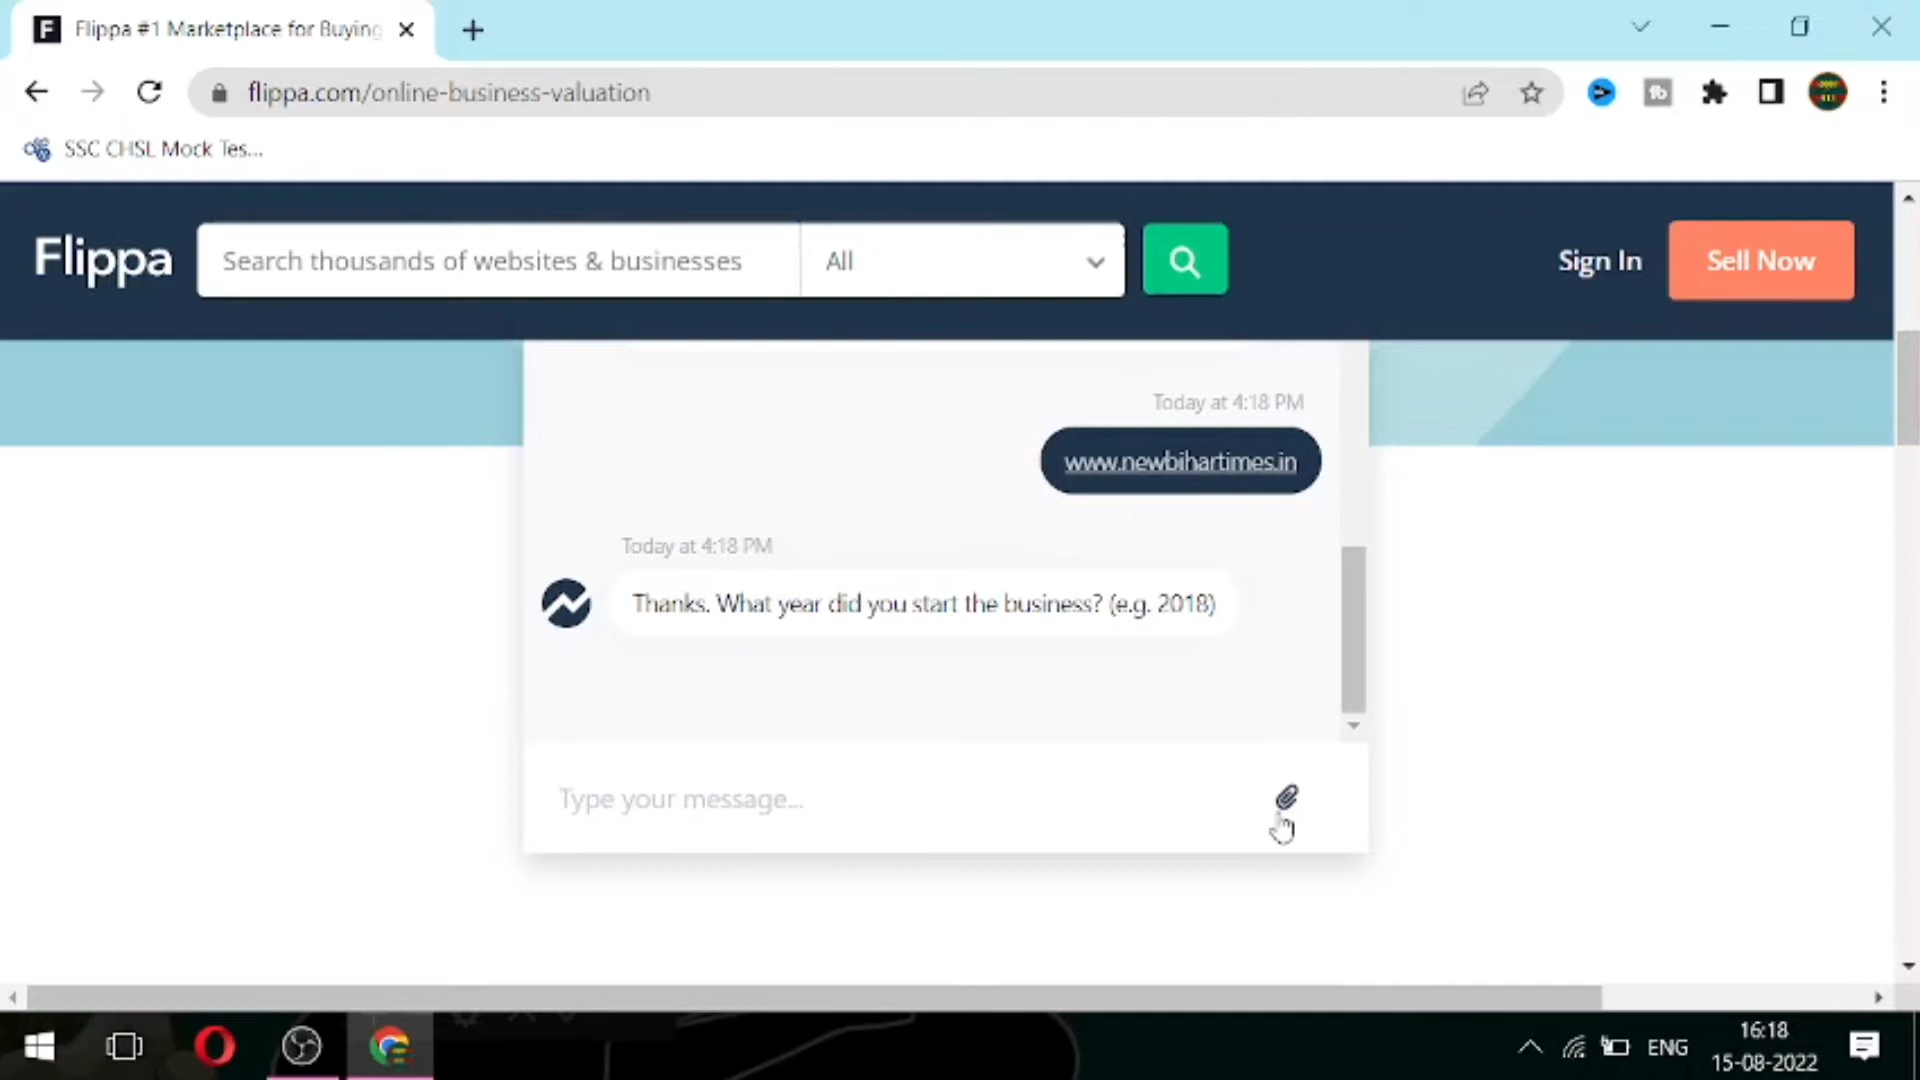 F Flippa #1 Marketplace for Buying
flippa.com/online-business-valuation
SSC CHSL Mock Tes...
Flippa
Search thousands of websites & businesses
All
Sign In
Sell Now
Today at 4:18 PM
www.newbihartimes.in
Today at 4:18 PM
Thanks. What year did you start the business? (e.g. 2018)
Type your message...
ENG
16:18
15-08-2022